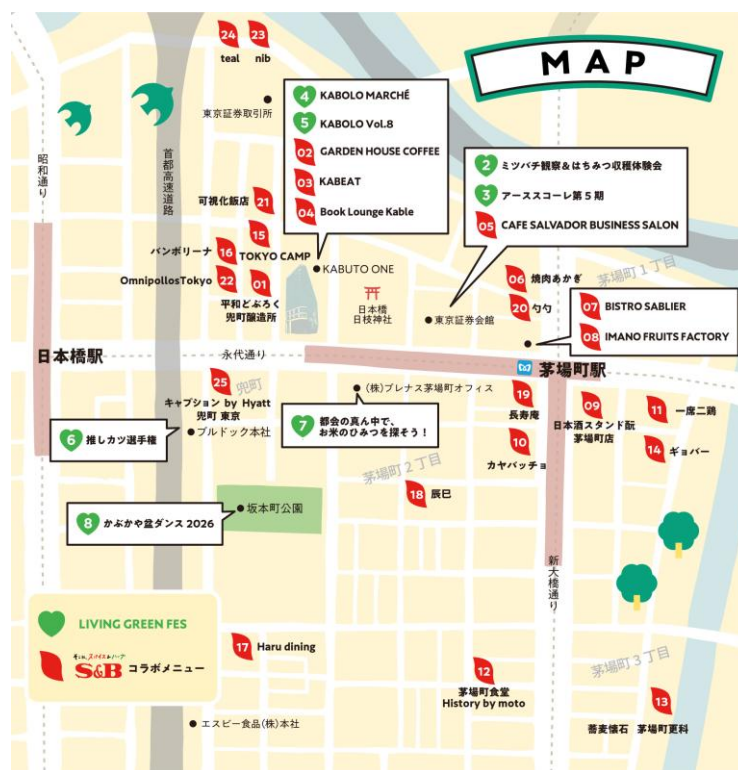 MAP
24 23
teal nib
東京証券取引所
昭和通り
首都高速道路
4 KABOLO MARCHÉ
5 KABOLO Vol.8
02 GARDEN HOUSE COFFEE
03 KABEAT
04 Book Lounge Kable
2 ミツバチ観察&はちみつ収穫体験会
3 アーススコーレ第5期
05 CAFE SALVADOR BUSINESS SALON
可視化飯店 21
15
TOKYO CAMP
パンポリーナ 16
OmnipollosTokyo 22
01
平和どぶろく
兜町醸造所
KABUTO ONE
日本橋
日枝神社
東京証券会館
茅場町1丁目
06 焼肉あかぎ
20 勺勺
07 BISTRO SABLIER
08 IMANO FRUITS FACTORY
日本橋駅
永代通り
茅場町駅
兜町
25
キャプション by Hyatt
兜町 東京
ブルドック本社
6 推しカツ選手権
(株)プレナス茅場町オフィス
7 都会の真ん中で、
お米のひみつを探そう!
19
長寿庵
10
カヤバッチョ
09
日本酒スタンド酛
茅場町店
11 一席二鶏
14 ギョバー
茅場町2丁目
18 辰巳
坂本町公園
8 かぶかや盆ダンス 2026
新大橋通り
LIVING GREEN FES
そこに、スパイス&ハーブ
S&B コラボメニュー
17 Haru dining
12
茅場町食堂
History by moto
茅場町3丁目
13
蕎麦懐石 茅場町更科
エスビー食品(株)本社